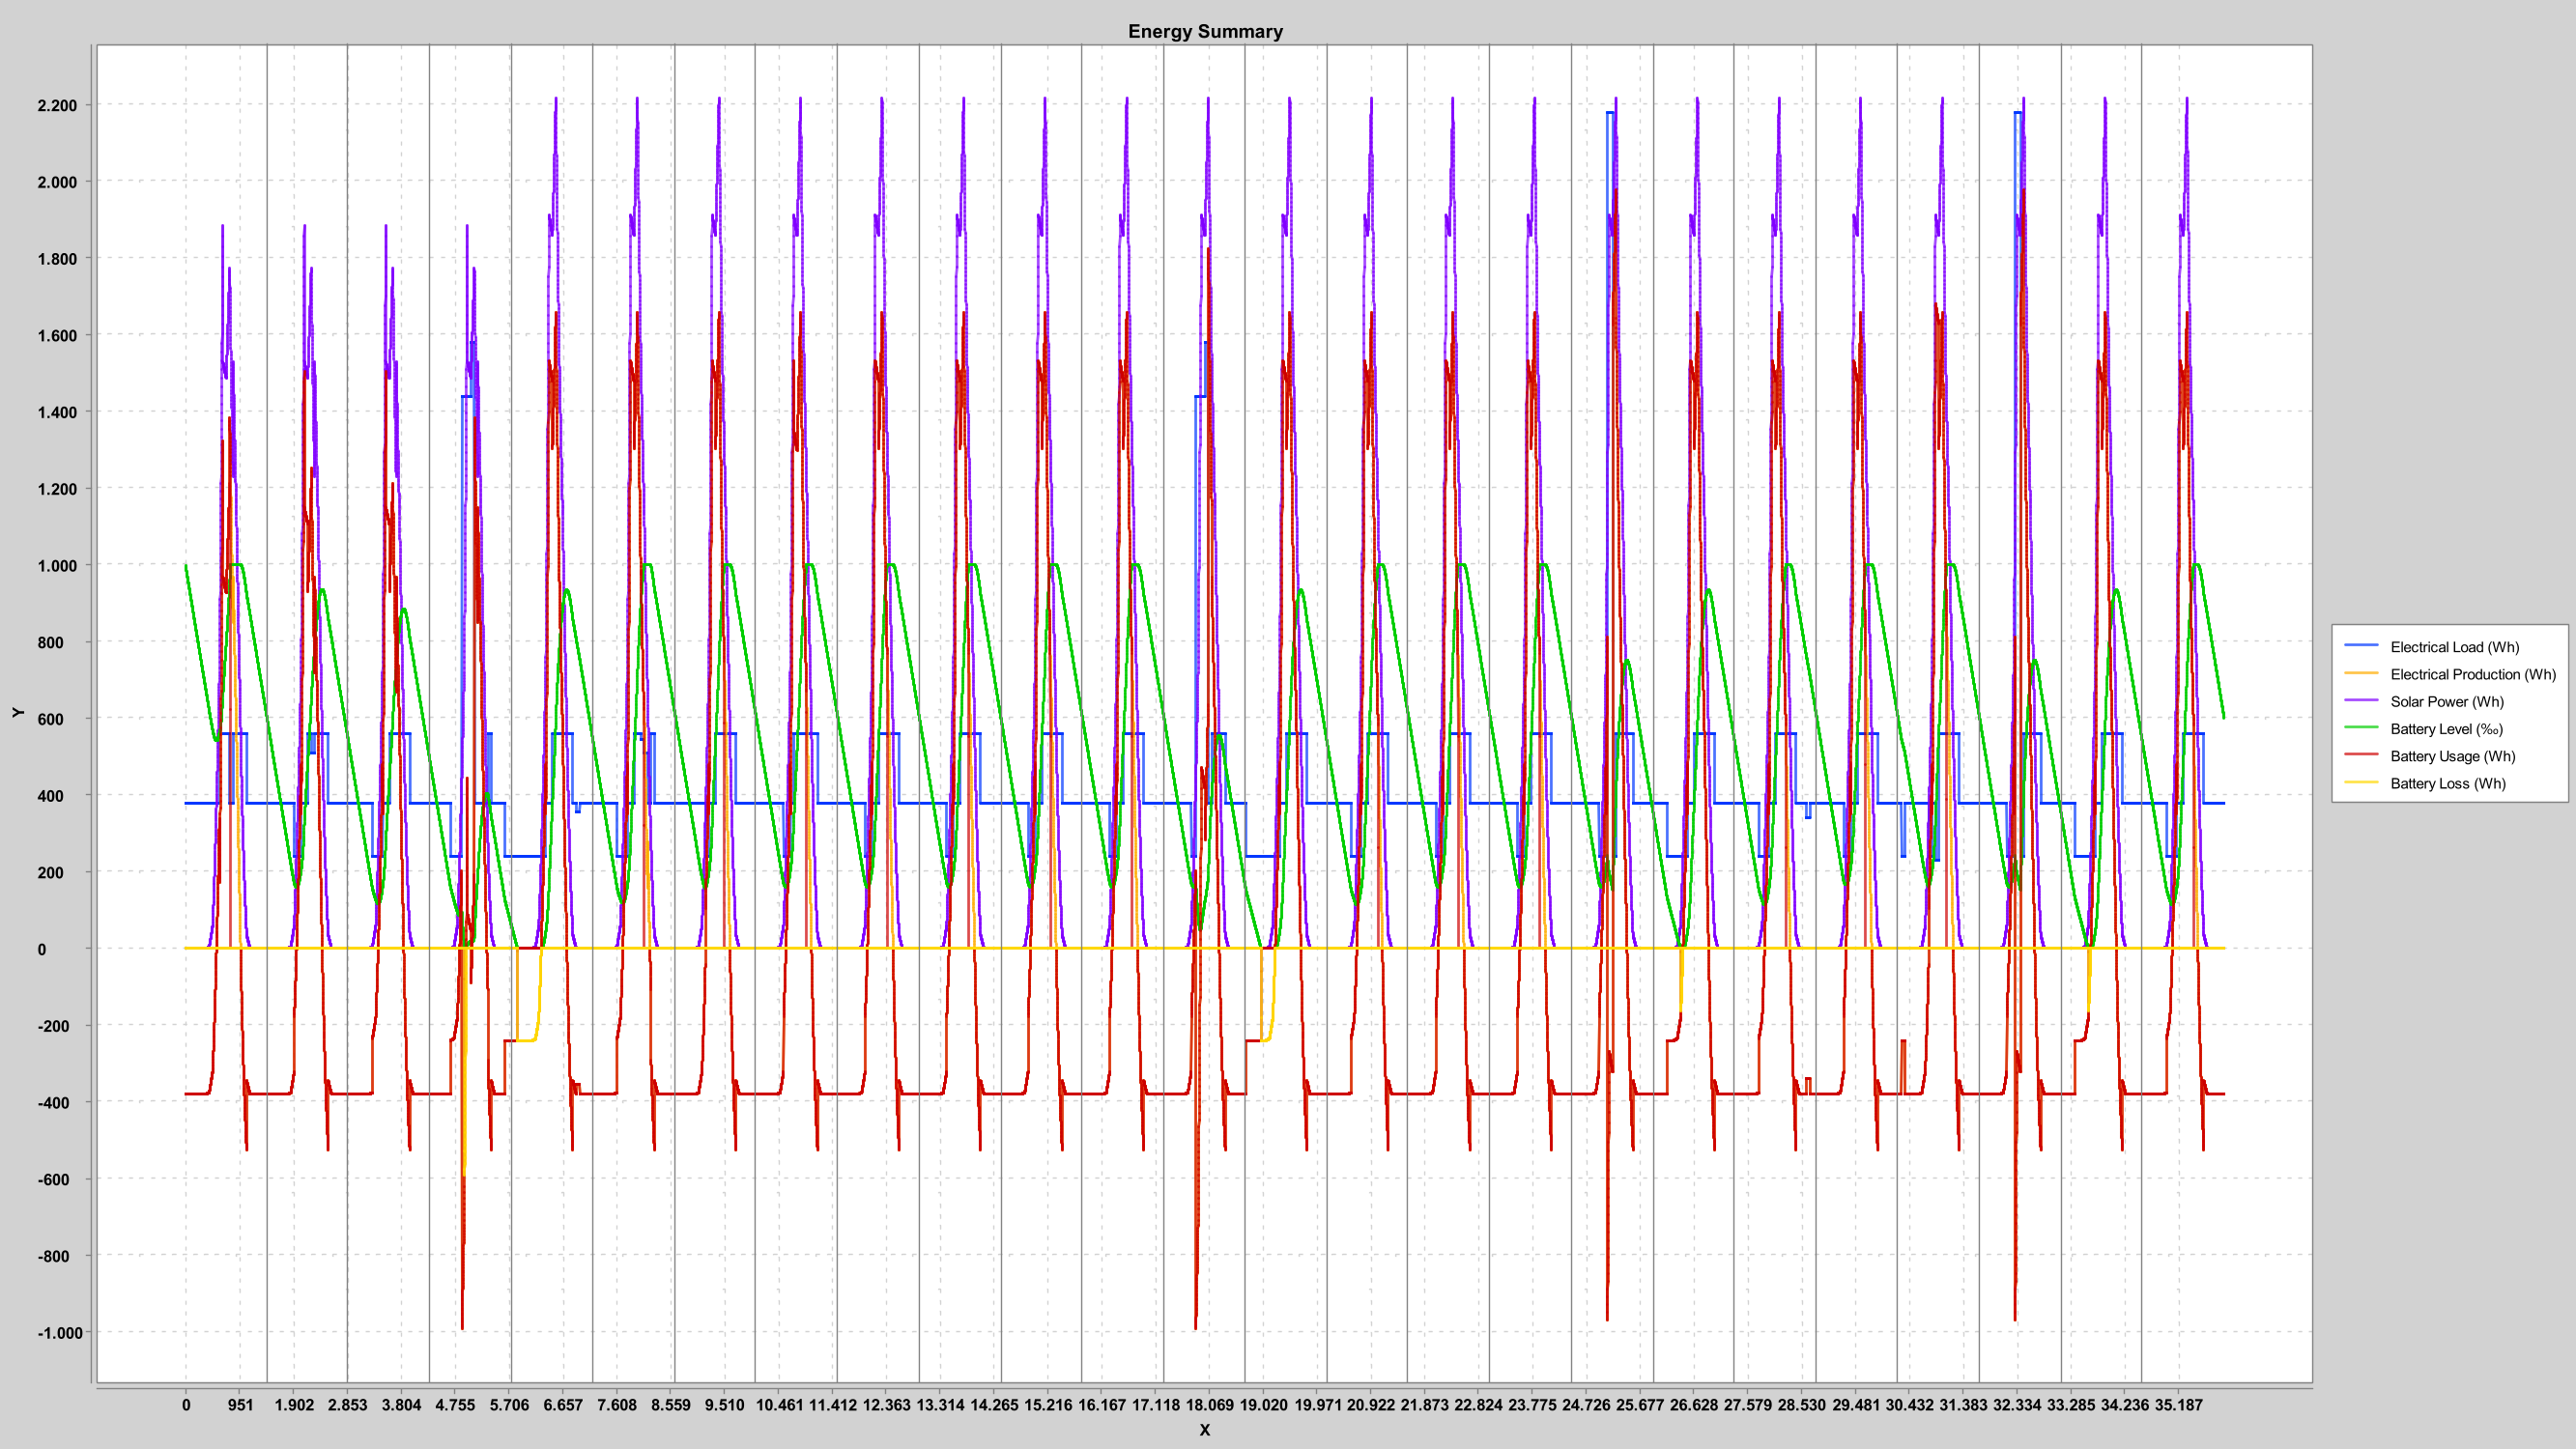 Energy Summary
2.200
2.000
1.800
1.600
1.400
1.200
1.000
800
600
400
200
0
-200
-400
-600
-800
-1.000
Y
Electrical Load (Wh)
Electrical Production (Wh)
Solar Power (Wh)
Battery Level (‰)
Battery Usage (Wh)
Battery Loss (Wh)
0 951 1.902 2.853 3.804 4.755 5.706 6.657 7.608 8.559 9.510 10.461 11.412 12.363 13.314 14.265 15.216 16.167 17.118 18.069 19.020 19.971 20.922 21.873 22.824 23.775 24.726 25.677 26.628 27.579 28.530 29.481 30.432 31.383 32.334 33.285 34.236 35.187
X